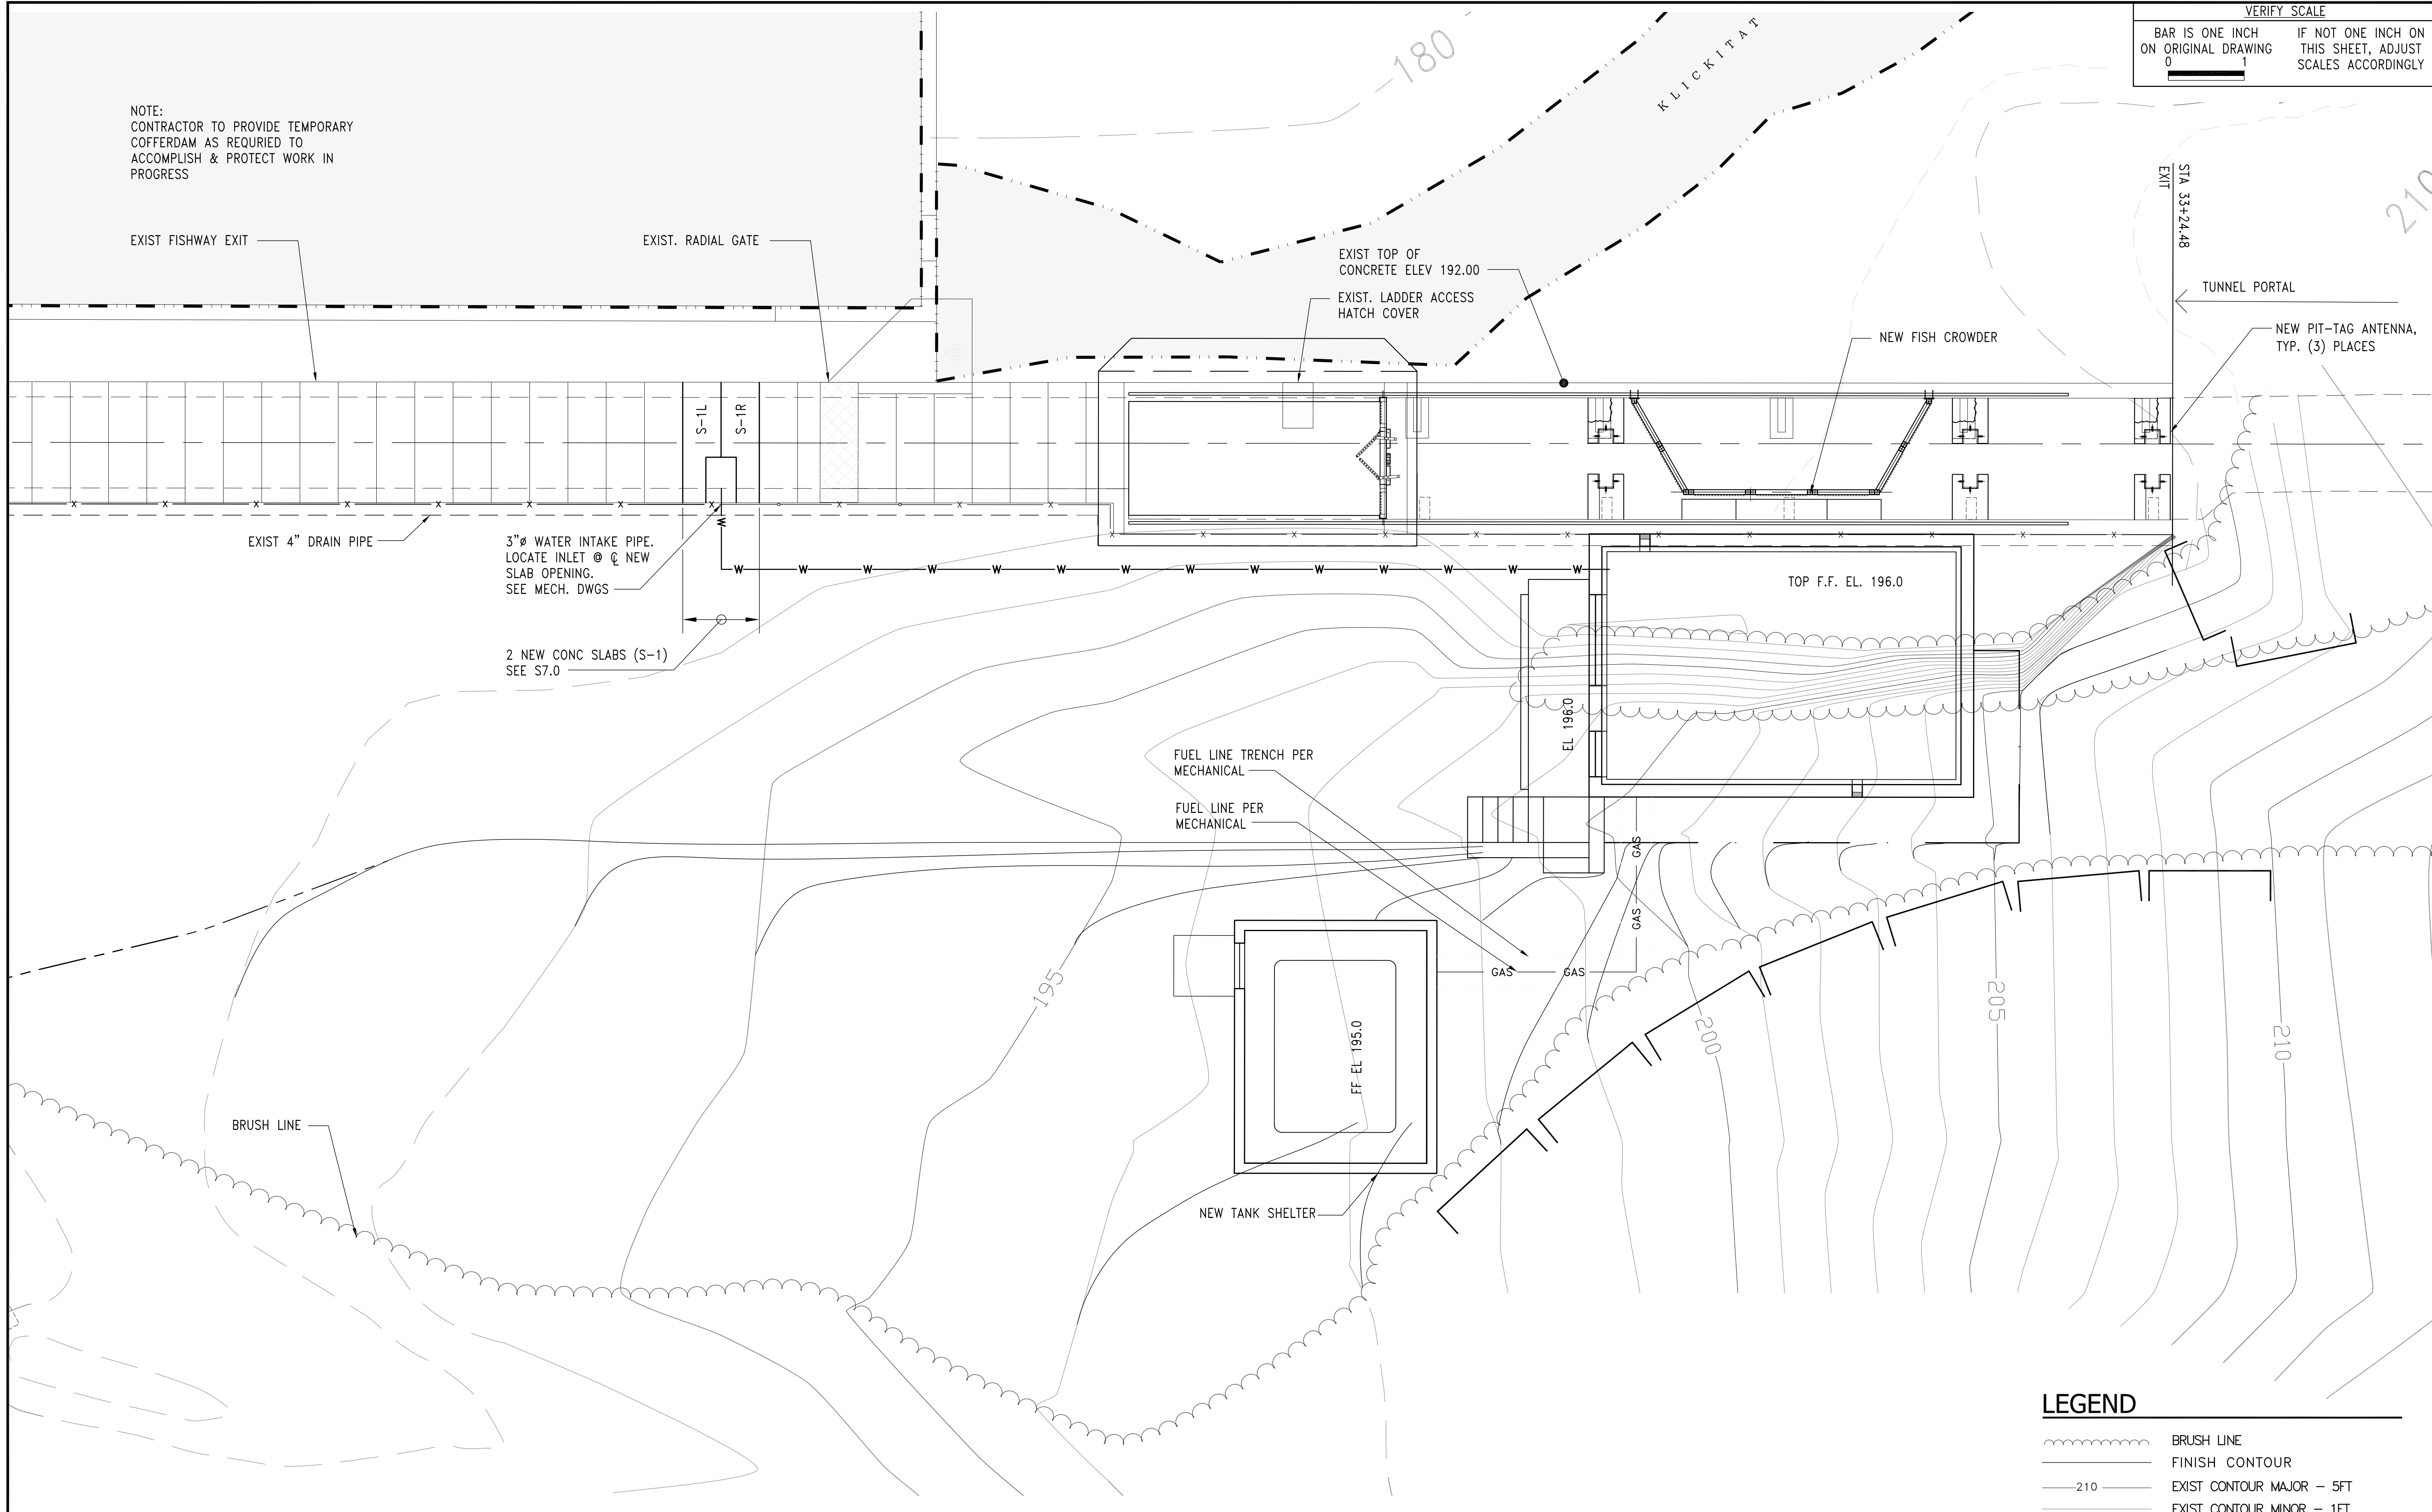 VERIFY SCALE
BAR IS ONE INCH
ON ORIGINAL DRAWING
0 1
IF NOT ONE INCH ON
THIS SHEET, ADJUST
SCALES ACCORDINGLY
180
KLICKITAT
NOTE:
CONTRACTOR TO PROVIDE TEMPORARY
COFFERDAM AS REQURIED TO
ACCOMPLISH & PROTECT WORK IN
PROGRESS
STA 33+24.48
EXIT
210
EXIST FISHWAY EXIT
EXIST. RADIAL GATE
EXIST TOP OF
CONCRETE ELEV 192.00
EXIST. LADDER ACCESS
HATCH COVER
TUNNEL PORTAL
NEW FISH CROWDER
NEW PIT-TAG ANTENNA,
TYP. (3) PLACES
S-1L
S-1R
X X X X X X X X X X X
X X X X X X X X X X X X
EXIST 4" DRAIN PIPE
3"ø WATER INTAKE PIPE.
LOCATE INLET @ ℄ NEW
SLAB OPENING.
SEE MECH. DWGS
W
W W W W W W W W W W W W W W
TOP F.F. EL. 196.0
2 NEW CONC SLABS (S-1)
SEE S7.0
EL 196.0
FUEL LINE TRENCH PER
MECHANICAL
FUEL LINE PER
MECHANICAL
GAS
GAS
GAS GAS
195
200
205
210
FF EL 195.0
BRUSH LINE
NEW TANK SHELTER
LEGEND
BRUSH LINE
FINISH CONTOUR
210 EXIST CONTOUR MAJOR - 5FT
EXIST CONTOUR MINOR - 1FT